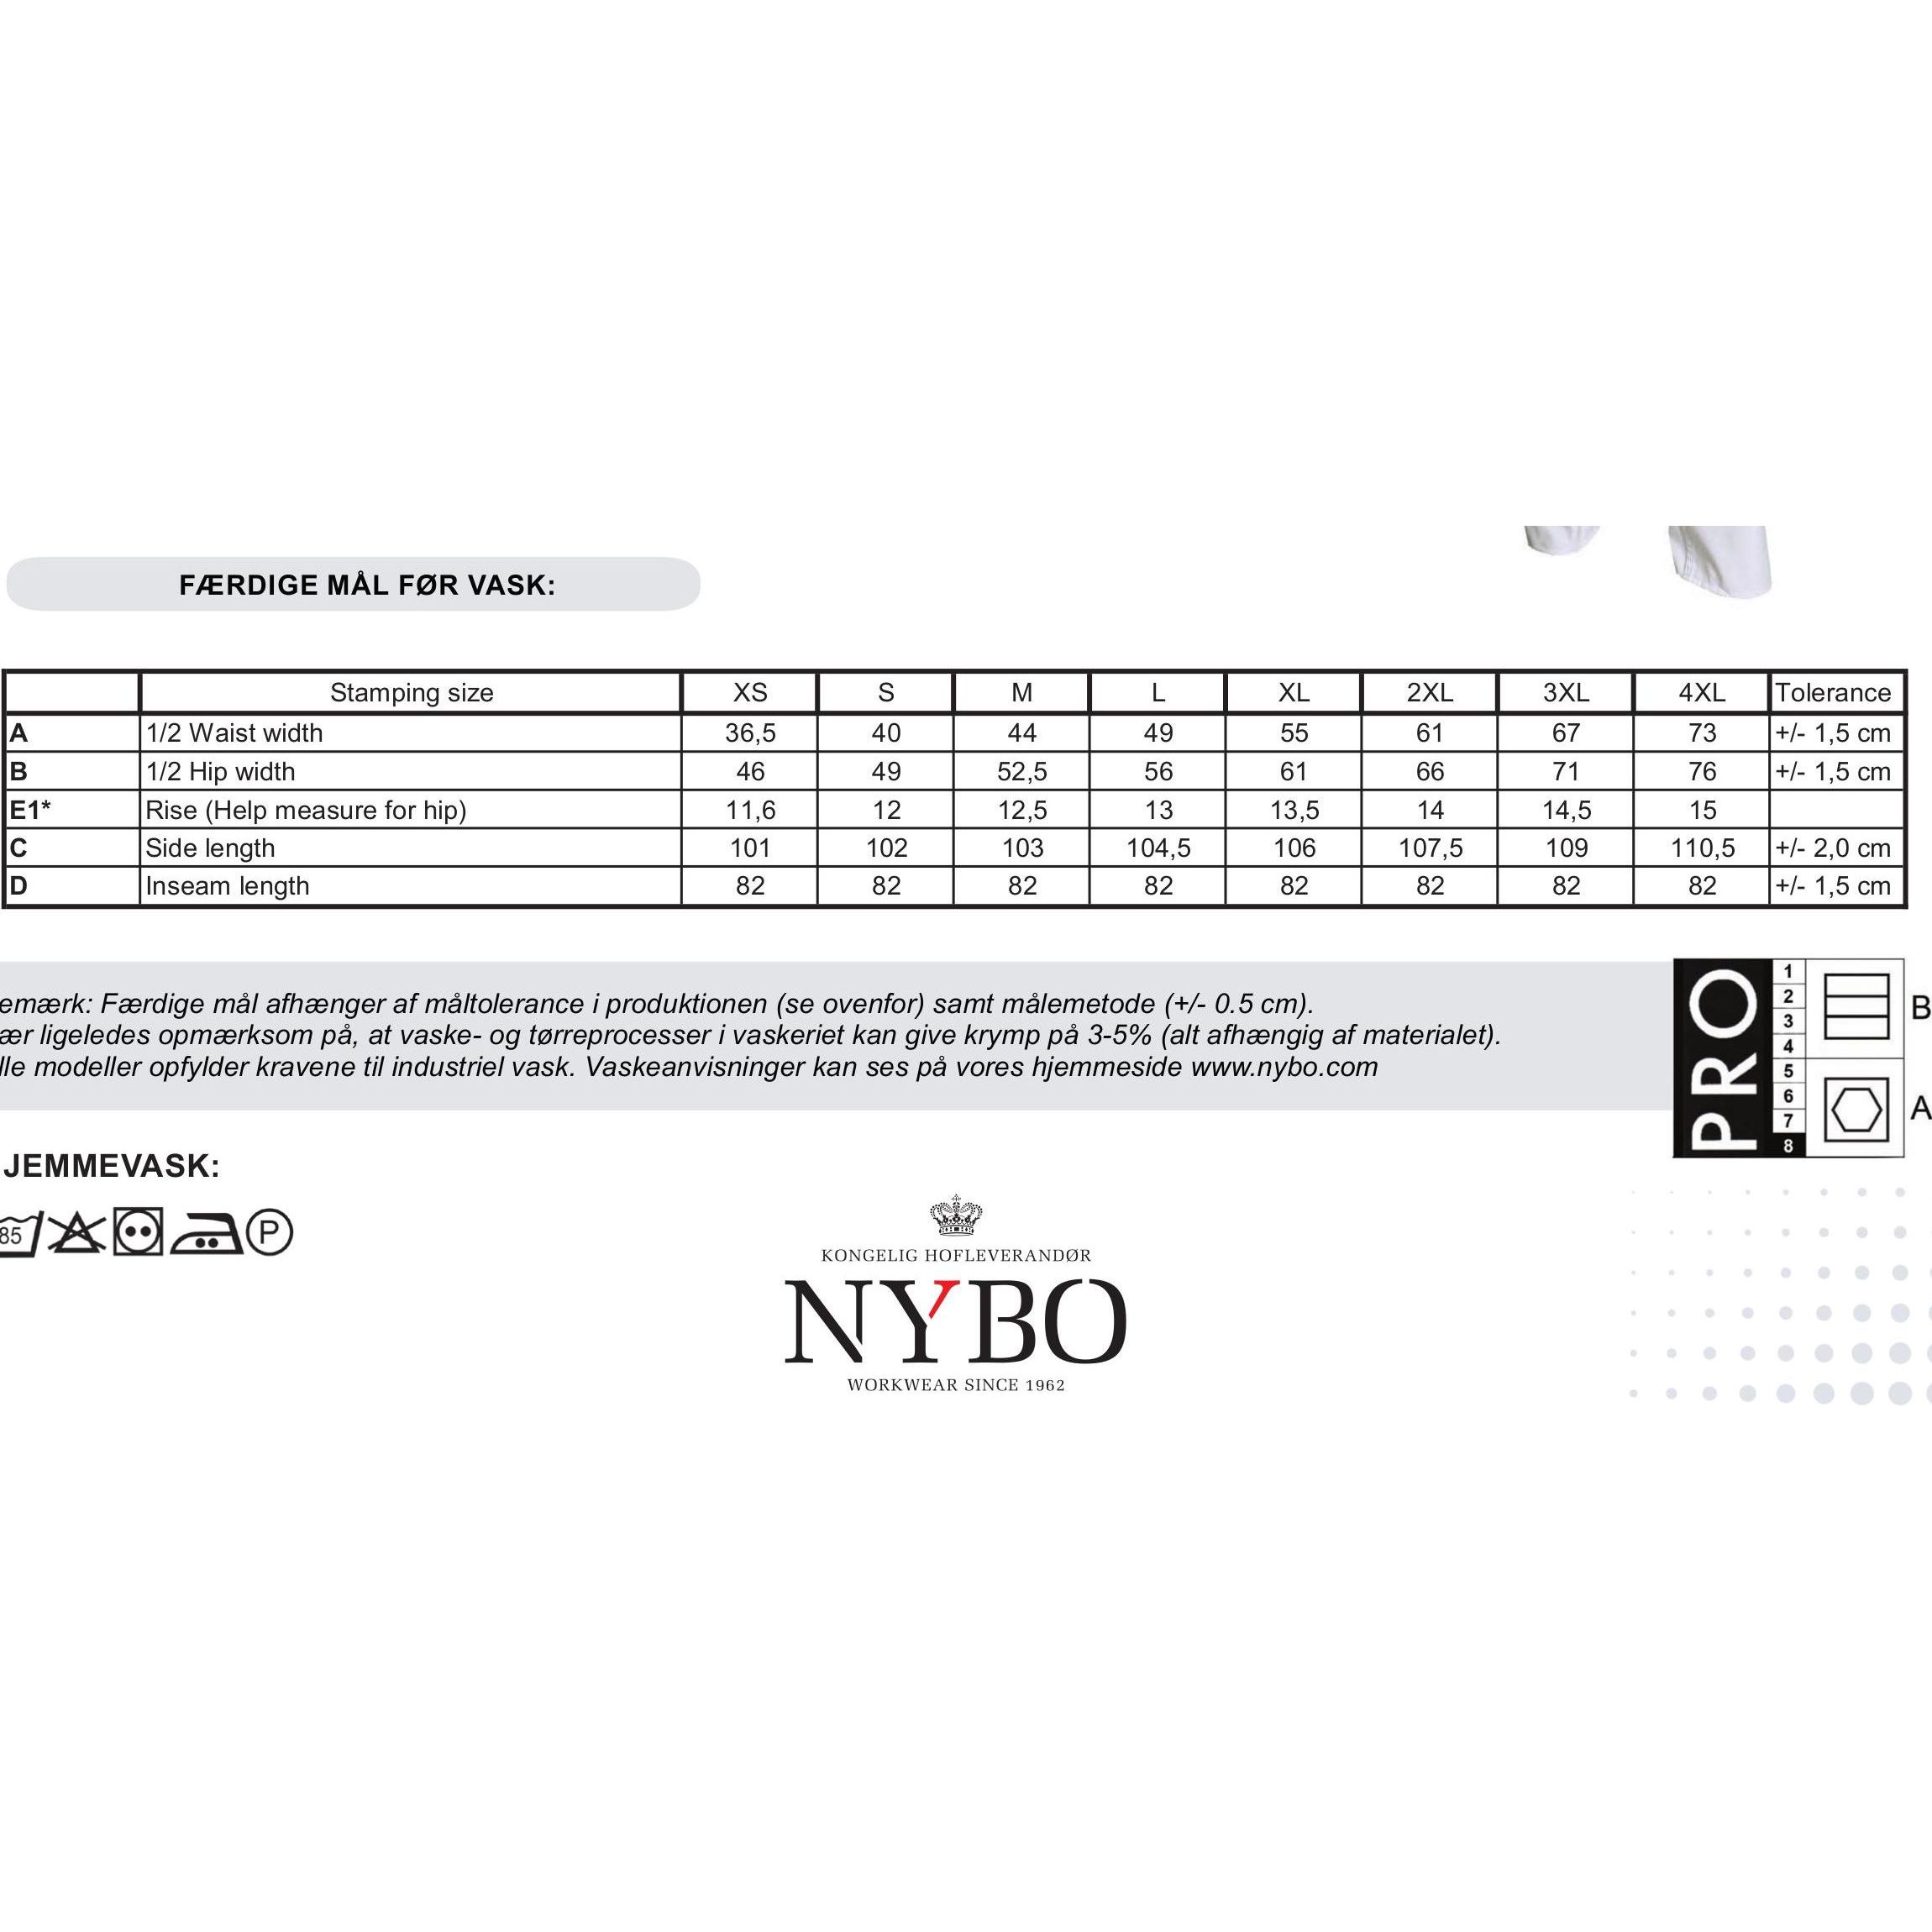 FÆRDIGE MÅL FØR VASK:
Stamping size XS S M L XL 2XL 3XL 4XL Tolerance
A 1/2 Waist width 36,5 40 44 49 55 61 67 73 +/- 1,5 cm
B 1/2 Hip width 46 49 52,5 56 61 66 71 76 +/- 1,5 cm
E1* Rise (Help measure for hip) 11,6 12 12,5 13 13,5 14 14,5 15
C Side length 101 102 103 104,5 106 107,5 109 110,5 +/- 2,0 cm
D Inseam length 82 82 82 82 82 82 82 82 +/- 1,5 cm
emærk: Færdige mål afhænger af måltolerance i produktionen (se ovenfor) samt målemetode (+/- 0.5 cm).
ær ligeledes opmærksom på, at vaske- og tørreprocesser i vaskeriet kan give krymp på 3-5% (alt afhængig af materialet).
lle modeller opfylder kravene til industriel vask. Vaskeanvisninger kan ses på vores hjemmeside www.nybo.com
PRO
1
2
3
4
5
6
7
8
B
A
JEMMEVASK:
85 P
KONGELIG HOFLEVERANDØR
NYBO
WORKWEAR SINCE 1962